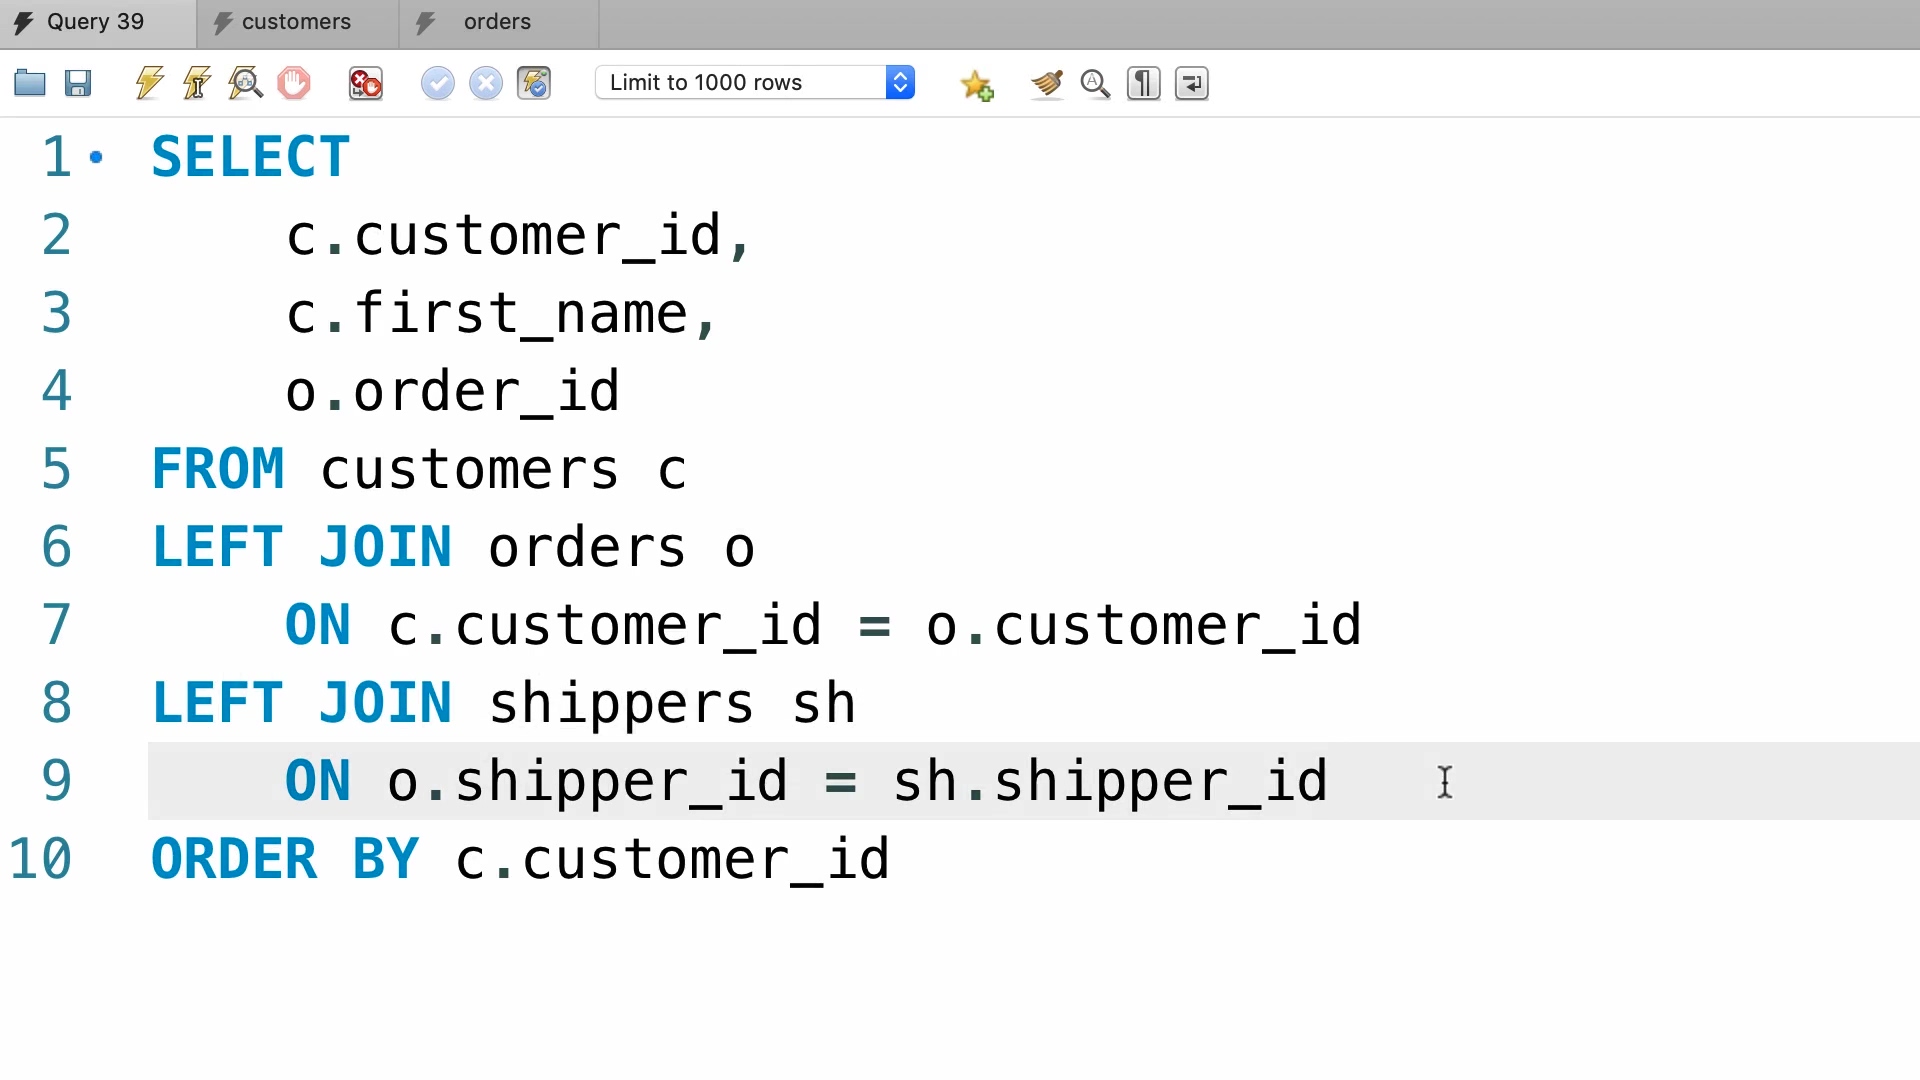 Query 39 customers orders
Limit to 1000 rows
1 SELECT
2 c.customer_id,
3 c.first_name,
4 o.order_id
5 FROM customers c
6 LEFT JOIN orders o
7 ON c.customer_id = o.customer_id
8 LEFT JOIN shippers sh
9 ON o.shipper_id = sh.shipper_id
10 ORDER BY c.customer_id